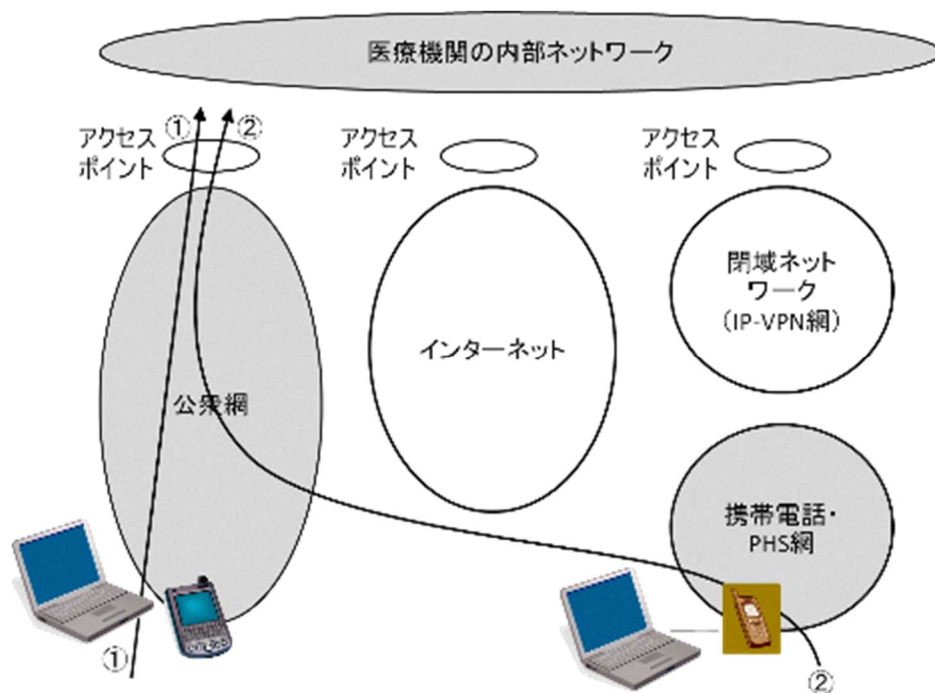 医療機関の内部ネットワーク
アクセス
ポイント
①
②
アクセス
ポイント
アクセス
ポイント
閉域ネット
ワーク
(IP-VPN網)
インターネット
公衆網
携帯電話・
PHS網
①
②